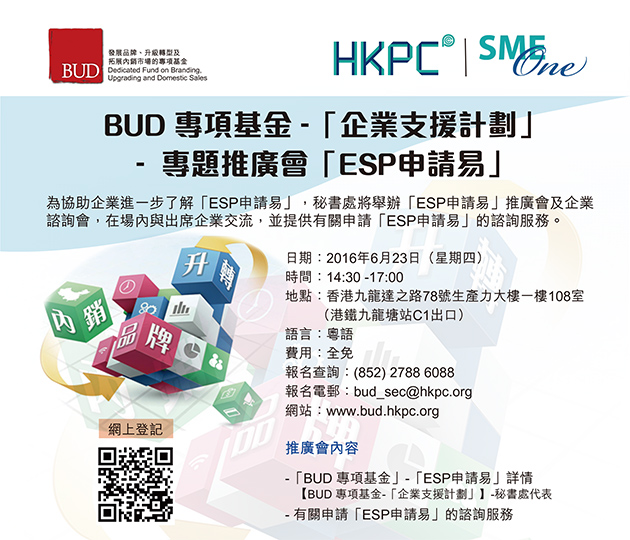 BUD
發展品牌、升級轉型及
拓展內銷市場的專項基金
Dedicated Fund on Branding,
Upgrading and Domestic Sales
HKPC
SME
One
BUD 專項基金 -「企業支援計劃」
- 專題推廣會「ESP申請易」
為協助企業進一步了解「ESP申請易」，秘書處將舉辦「ESP申請易」推廣會及企業
諮詢會，在場內與出席企業交流，並提供有關申請「ESP申請易」的諮詢服務。
升
轉
內
銷
品
牌
日期：2016年6月23日（星期四）
時間：14:30 -17:00
地點：香港九龍達之路78號生產力大樓一樓108室
（港鐵九龍塘站C1出口）
語言：粵語
費用：全免
報名查詢：(852) 2788 6088
報名電郵：bud_sec@hkpc.org
網站：www.bud.hkpc.org
網上登記
推廣會內容
-「BUD 專項基金」-「ESP申請易」詳情
【BUD 專項基金-「企業支援計劃」】-秘書處代表
- 有關申請「ESP申請易」的諮詢服務